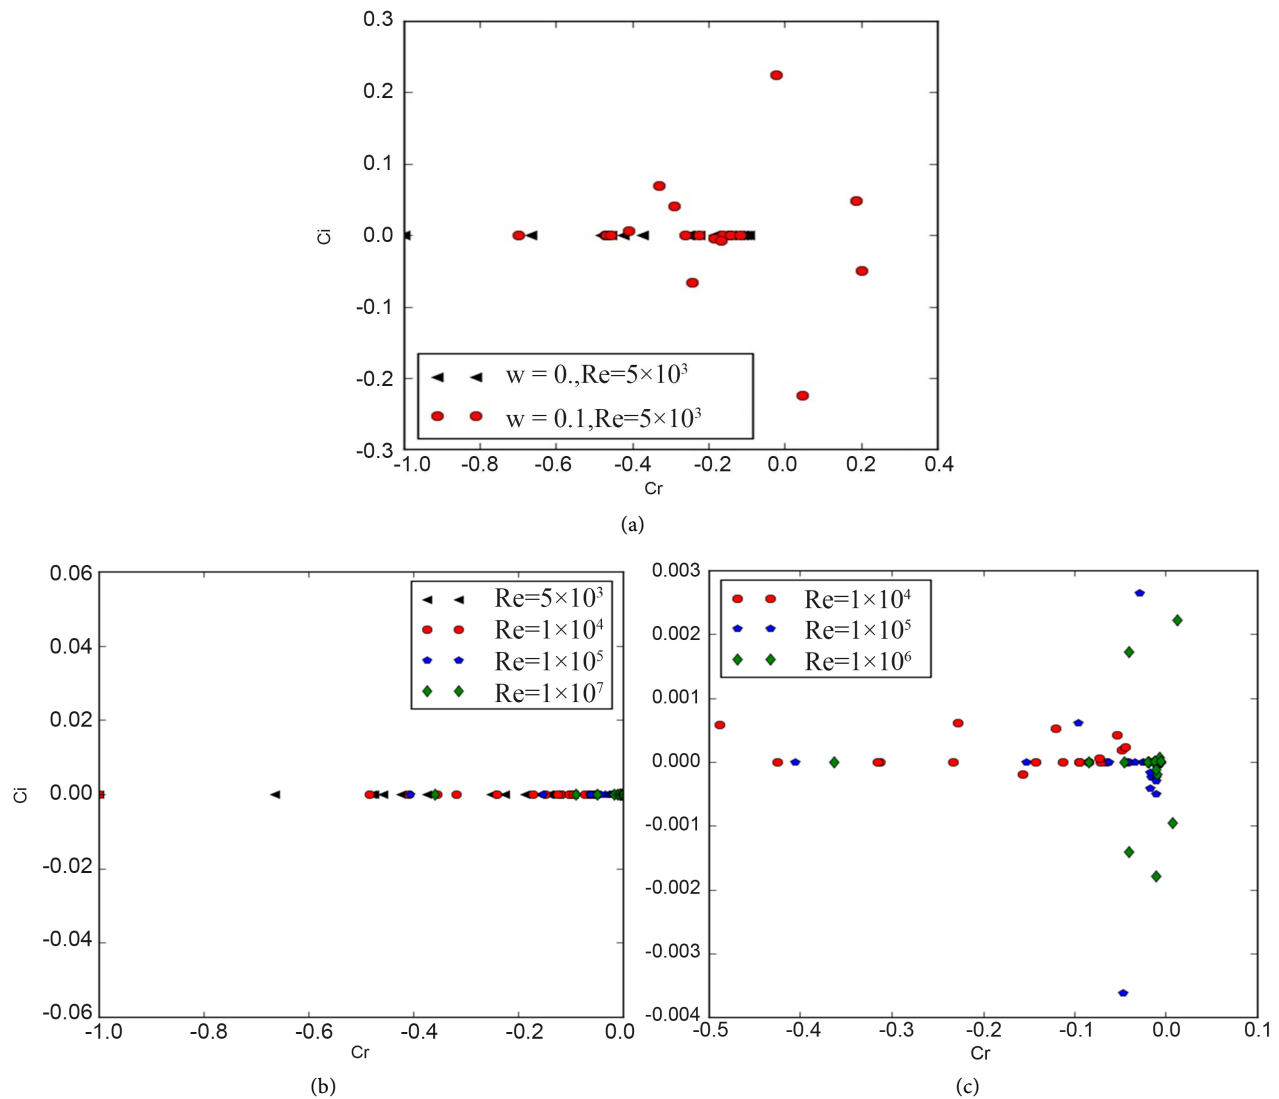 0.3
0.2
0.1
0.0
-0.1
-0.2
-0.3
Ci
w = 0.,Re=5×10³
w = 0.1,Re=5×10³
-1.0 -0.8 -0.6 -0.4 -0.2 0.0 0.2 0.4
Cr
(a)
0.06
0.04
0.02
0.00
-0.02
-0.04
-0.06
Ci
Re=5×10³
Re=1×10⁴
Re=1×10⁵
Re=1×10⁷
-1.0 -0.8 -0.6 -0.4 -0.2 0.0
Cr
(b)
0.003
0.002
0.001
0.000
-0.001
-0.002
-0.003
-0.004
Re=1×10⁴
Re=1×10⁵
Re=1×10⁶
-0.5 -0.4 -0.3 -0.2 -0.1 0.0 0.1
Cr
(c)